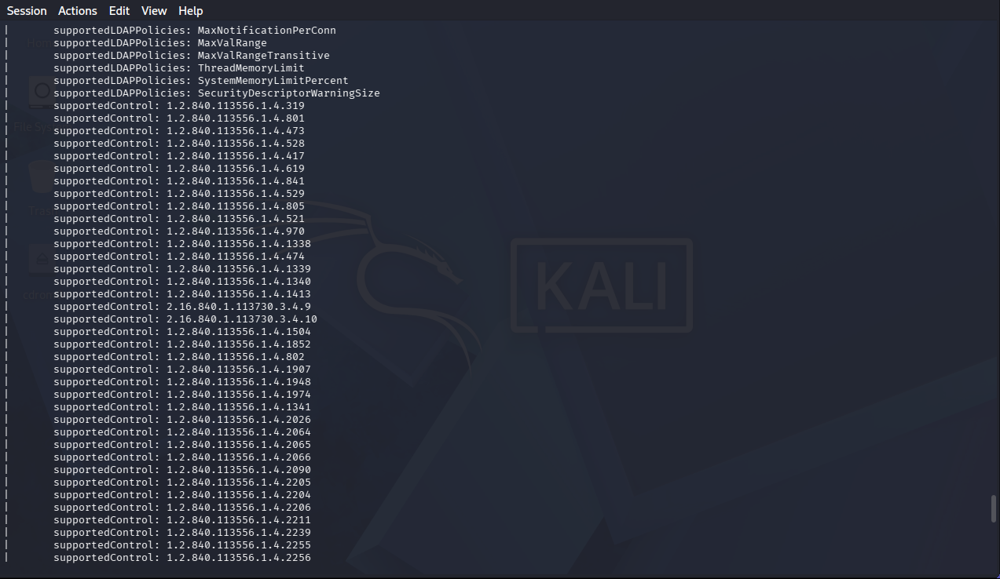 Session Actions Edit View Help
| supportedLDAPPolicies: MaxNotificationPerConn
| supportedLDAPPolicies: MaxValRange
| supportedLDAPPolicies: MaxValRangeTransitive
| supportedLDAPPolicies: ThreadMemoryLimit
| supportedLDAPPolicies: SystemMemoryLimitPercent
| supportedLDAPPolicies: SecurityDescriptorWarningSize
| supportedControl: 1.2.840.113556.1.4.319
| supportedControl: 1.2.840.113556.1.4.801
| supportedControl: 1.2.840.113556.1.4.473
| supportedControl: 1.2.840.113556.1.4.528
| supportedControl: 1.2.840.113556.1.4.417
| supportedControl: 1.2.840.113556.1.4.619
| supportedControl: 1.2.840.113556.1.4.841
| supportedControl: 1.2.840.113556.1.4.529
| supportedControl: 1.2.840.113556.1.4.805
| supportedControl: 1.2.840.113556.1.4.521
| supportedControl: 1.2.840.113556.1.4.970
| supportedControl: 1.2.840.113556.1.4.1338
| supportedControl: 1.2.840.113556.1.4.474
| supportedControl: 1.2.840.113556.1.4.1339
| supportedControl: 1.2.840.113556.1.4.1340
| supportedControl: 1.2.840.113556.1.4.1413
| supportedControl: 2.16.840.1.113730.3.4.9
| supportedControl: 2.16.840.1.113730.3.4.10
| supportedControl: 1.2.840.113556.1.4.1504
| supportedControl: 1.2.840.113556.1.4.1852
| supportedControl: 1.2.840.113556.1.4.802
| supportedControl: 1.2.840.113556.1.4.1907
| supportedControl: 1.2.840.113556.1.4.1948
| supportedControl: 1.2.840.113556.1.4.1974
| supportedControl: 1.2.840.113556.1.4.1341
| supportedControl: 1.2.840.113556.1.4.2026
| supportedControl: 1.2.840.113556.1.4.2064
| supportedControl: 1.2.840.113556.1.4.2065
| supportedControl: 1.2.840.113556.1.4.2066
| supportedControl: 1.2.840.113556.1.4.2090
| supportedControl: 1.2.840.113556.1.4.2205
| supportedControl: 1.2.840.113556.1.4.2204
| supportedControl: 1.2.840.113556.1.4.2206
| supportedControl: 1.2.840.113556.1.4.2211
| supportedControl: 1.2.840.113556.1.4.2239
| supportedControl: 1.2.840.113556.1.4.2255
| supportedControl: 1.2.840.113556.1.4.2256
KALI